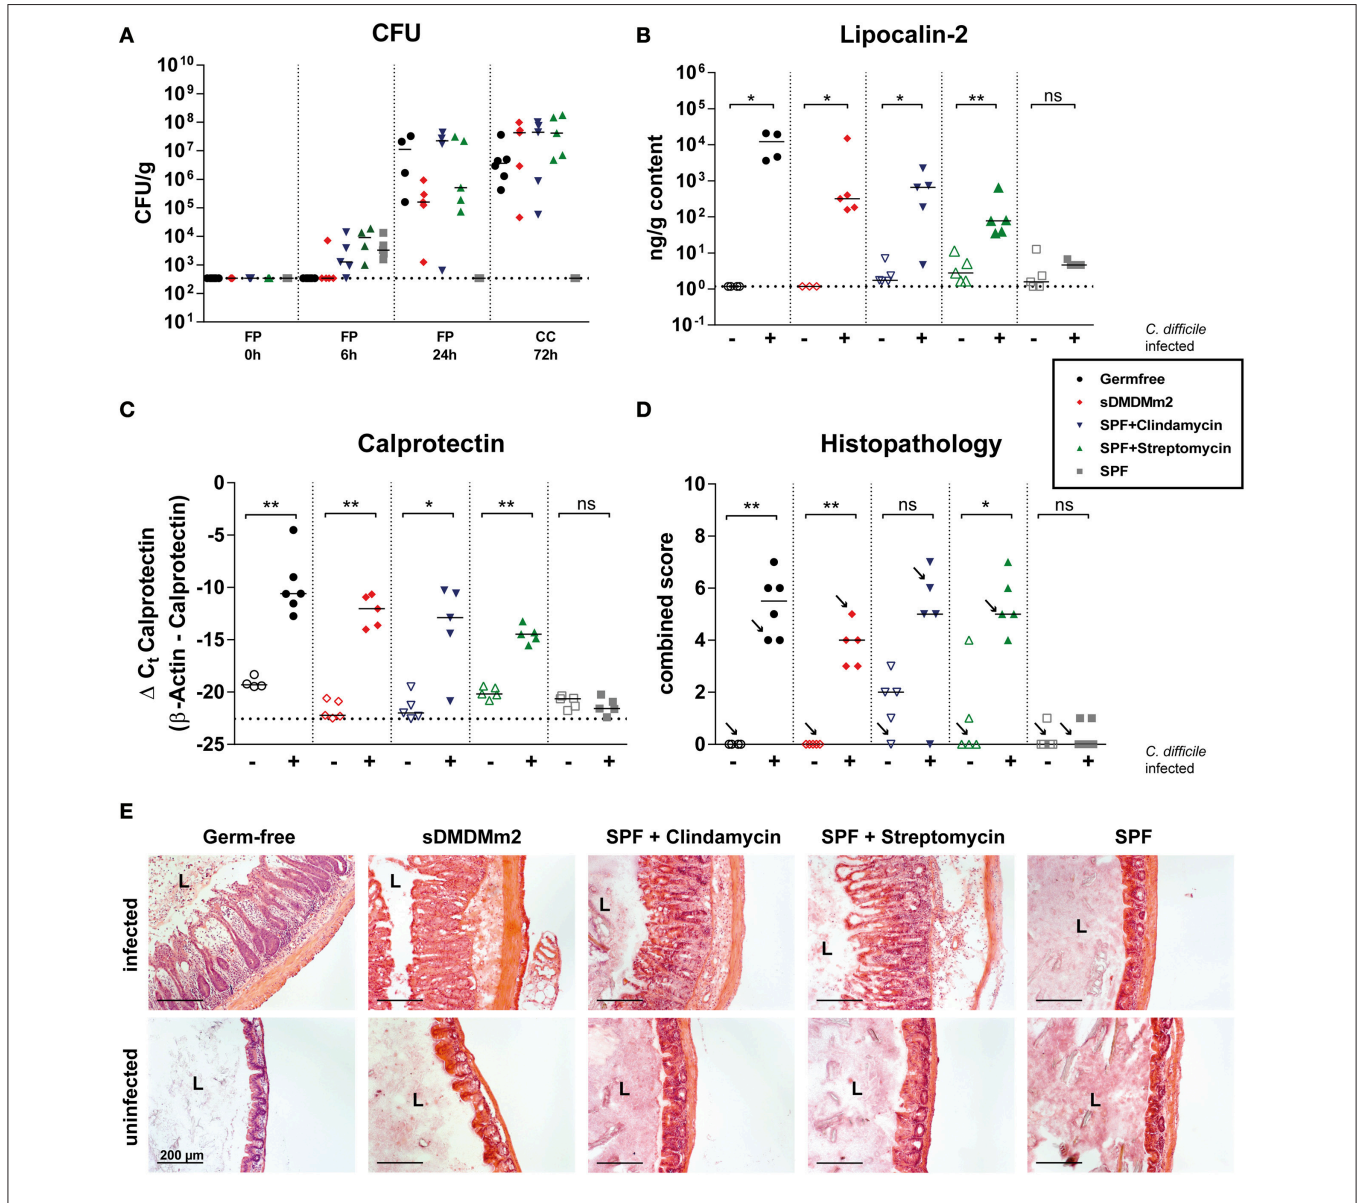 A
CFU
CFU/g
10^10
10^9
10^8
10^7
10^6
10^5
10^4
10^3
10^2
10^1
FP FP FP CC
0h 6h 24h 72h
B
Lipocalin-2
ng/g content
10^6
10^5
10^4
10^3
10^2
10^1
10^0
10^-1
* * * ** ns
- + - + - + - + - +
C. difficile
infected
Germfree
sDMDMm2
SPF+Clindamycin
SPF+Streptomycin
SPF
C
Calprotectin
Δ Ct Calprotectin
(β-Actin - Calprotectin)
0
-5
-10
-15
-20
-25
** ** * ** ns
- + - + - + - + - +
D
Histopathology
combined score
10
8
6
4
2
0
** ** ns * ns
- + - + - + - + - +
C. difficile
infected
E
Germ-free sDMDMm2 SPF + Clindamycin SPF + Streptomycin SPF
infected
L L L L L
uninfected
L L L L L
200 µm